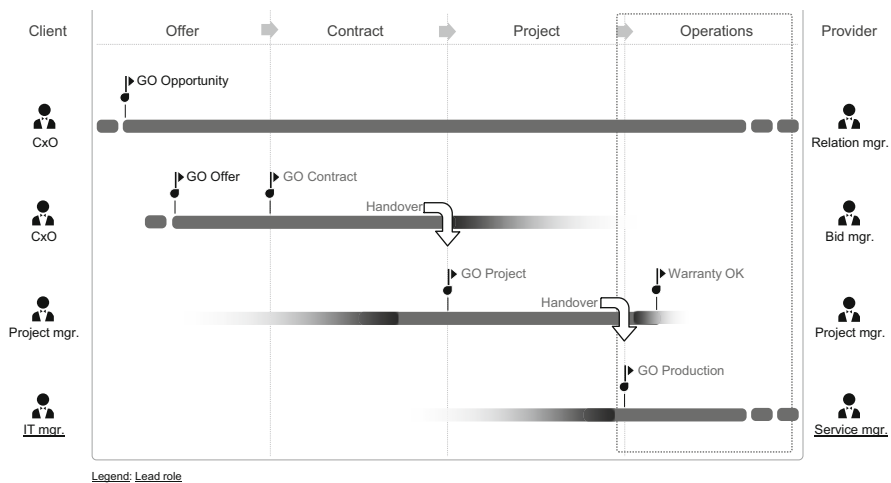 Client
Offer
Contract
Project
Operations
Provider
GO Opportunity
CxO
Relation mgr.
GO Offer
GO Contract
Handover
CxO
Bid mgr.
GO Project
Warranty OK
Handover
Project mgr.
Project mgr.
GO Production
IT mgr.
Service mgr.
Legend: Lead role